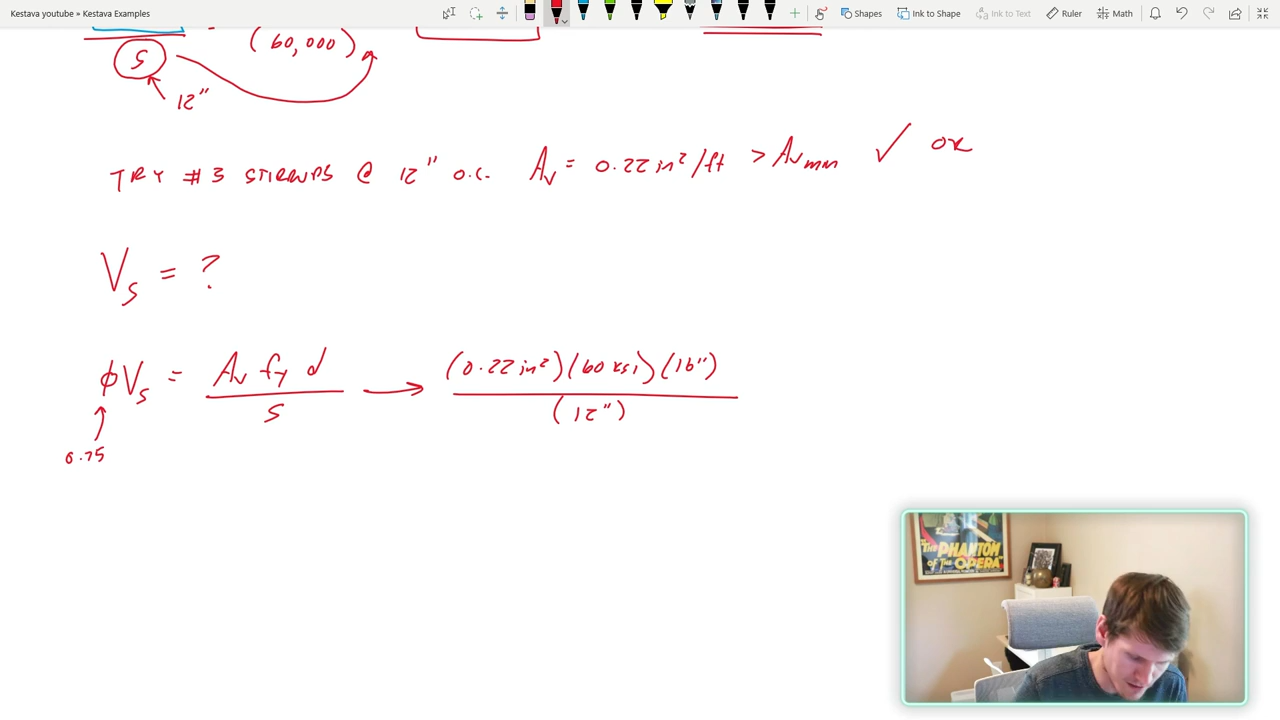 Kestava youtube » Kestava Examples
Shapes Ink to Shape Ink to Text Ruler Math
S (60,000)
12"
TRY #3 STIRRUPS @ 12" o.c. Av = 0.22 in²/ft > Av min ✓ OK
Vs = ?
φVs = Av fy d / s → (0.22 in²)(60 ksi)(16") / (12")
0.75
"THE PHANTOM
OF THE OPERA"